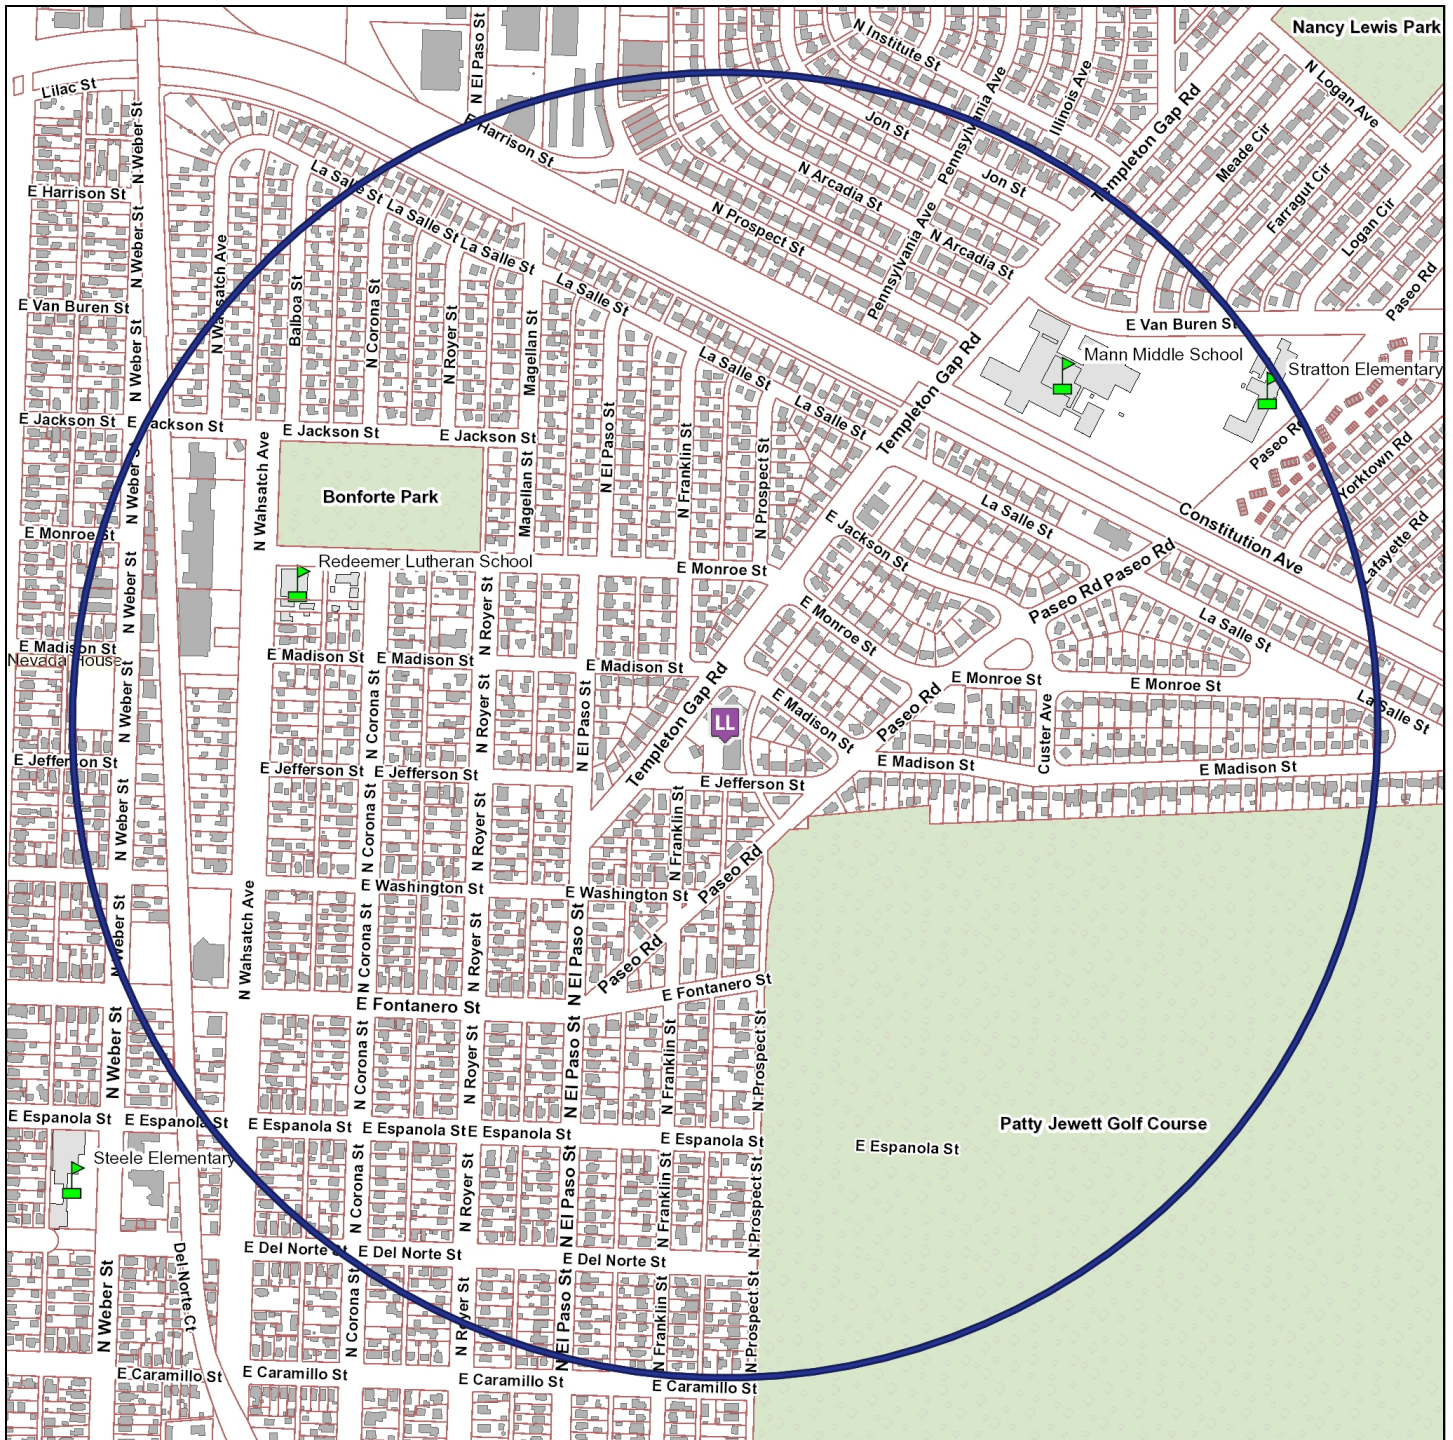 Nancy Lewis Park
N Institute St
N El Paso St
N Logan Ave
Lilac St
Pennsylvania Ave
Illinois Ave
Templeton Gap Rd
N Weber St
E Harrison St
Jon St
Meade Cir
La Salle St
N Arcadia St
Jon St
Farragut Cir
E Harrison St
La Salle St
La Salle St
N Prospect St
Pennsylvania Ave
N Arcadia St
Logan Cir
N Weber St
N Wahsatch Ave
Balboa St
N Corona St
N Royer St
Magellan St
La Salle St
Paseo Rd
E Van Buren St
E Van Buren St
N Weber St
La Salle St
Templeton Gap Rd
Mann Middle School
Stratton Elementary
E Jackson St
E Jackson St
E Jackson St
E Jackson St
La Salle St
N El Paso St
N Franklin St
N Prospect St
Paseo Rd
Yorktown Rd
N Weber St
N Wahsatch Ave
Bonforte Park
Magellan St
La Salle St
Constitution Ave
E Monroe St
E Jackson St
Lafayette Rd
Redeemer Lutheran School
E Monroe St
Paseo Rd
Paseo Rd
N Weber St
N Royer St
E Monroe St
La Salle St
E Madison St
Nevada House
E Madison St
E Madison St
E Madison St
N Weber St
N Corona St
N Royer St
N El Paso St
Templeton Gap Rd
LL
E Madison St
Paseo Rd
E Monroe St
E Monroe St
Custer Ave
La Salle St
E Jefferson St
E Jefferson St
E Jefferson St
E Jefferson St
E Madison St
E Madison St
N Weber St
N Corona St
N Royer St
N Franklin St
Paseo Rd
E Washington St
E Washington St
N Weber St
N Wahsatch Ave
N Corona St
N Royer St
N El Paso St
Paseo Rd
E Fontanero St
E Fontanero St
N Weber St
N Corona St
N Royer St
N El Paso St
N Franklin St
N Prospect St
E Espanola St
E Espanola St
E Espanola St
E Espanola St
E Espanola St
E Espanola St
Patty Jewett Golf Course
E Espanola St
Steele Elementary
N Corona St
N Royer St
N El Paso St
N Franklin St
N Prospect St
E Del Norte St
E Del Norte St
E Del Norte St
N Weber St
Del Norte Ct
N Corona St
N Royer St
N El Paso St
N Franklin St
N Prospect St
E Caramillo St
E Caramillo St
E Caramillo St
E Caramillo St